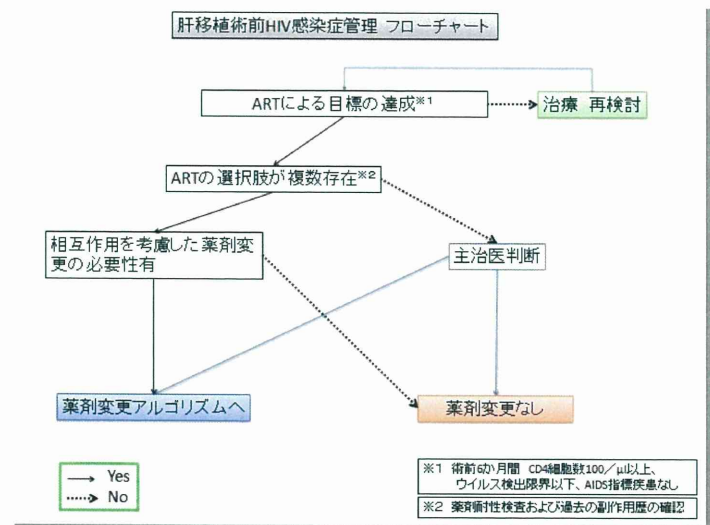 肝移植術前HIV感染症管理 フローチャート
ARTによる目標の達成※1
治療 再検討
ARTの選択肢が複数存在※2
相互作用を考慮した薬剤変
更の必要性有
主治医判断
薬剤変更アルゴリズムへ
薬剤変更なし
Yes
No
※1 術前6か月間 CD4細胞数100/μl以上、
ウイルス検出限界以下、AIDS指標疾患なし
※2 薬剤耐性検査および過去の副作用歴の確認